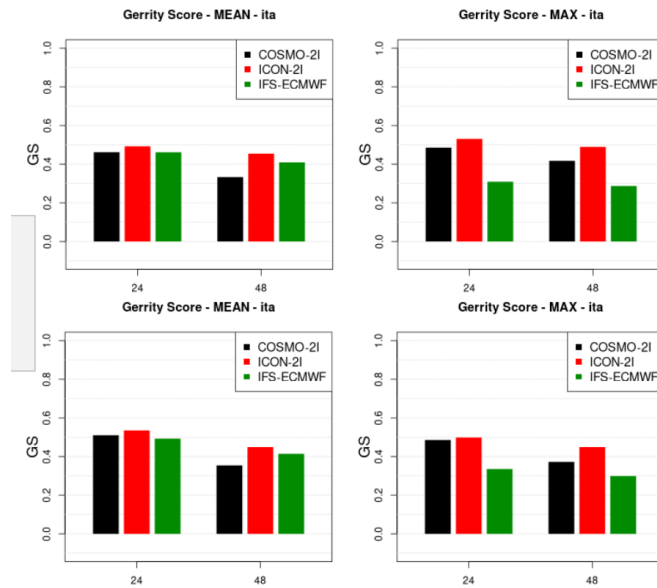 Gerrity Score - MEAN - ita
GS
1.0
0.8
0.6
0.4
0.2
0.0
COSMO-2I
ICON-2I
IFS-ECMWF
24
48
Gerrity Score - MAX - ita
GS
1.0
0.8
0.6
0.4
0.2
0.0
COSMO-2I
ICON-2I
IFS-ECMWF
24
48
Gerrity Score - MEAN - ita
GS
1.0
0.8
0.6
0.4
0.2
0.0
COSMO-2I
ICON-2I
IFS-ECMWF
24
48
Gerrity Score - MAX - ita
GS
1.0
0.8
0.6
0.4
0.2
0.0
COSMO-2I
ICON-2I
IFS-ECMWF
24
48